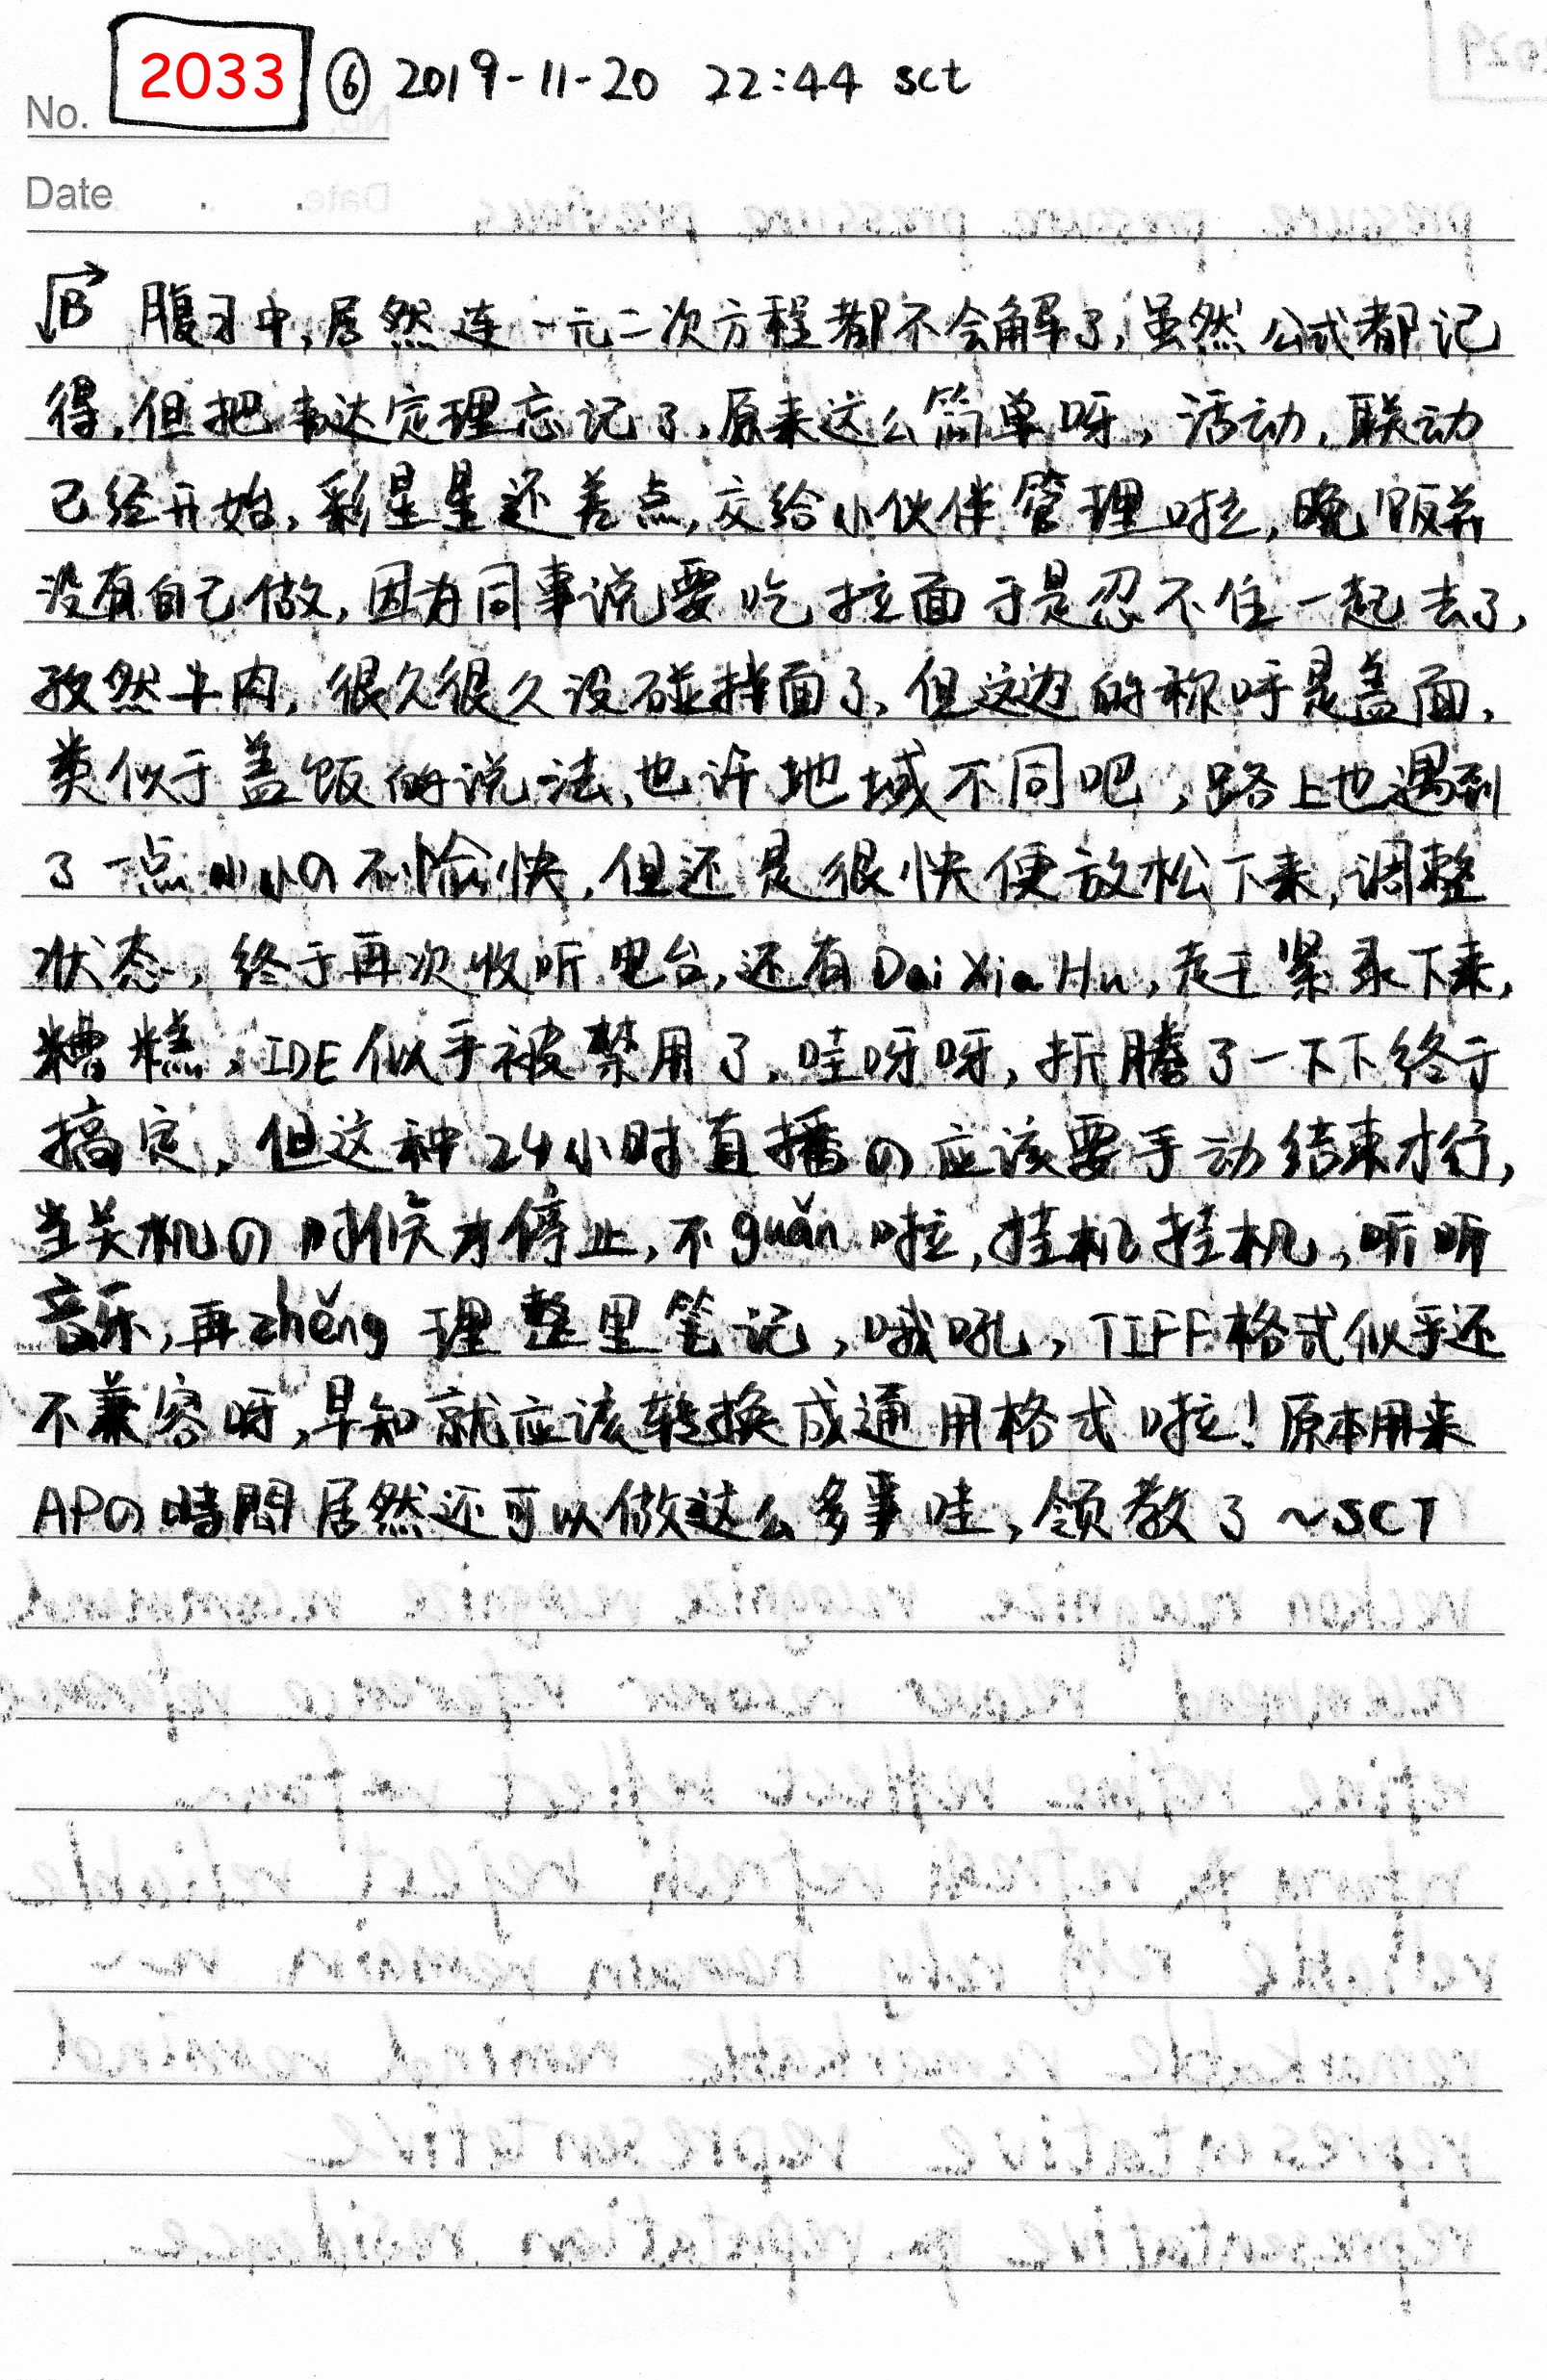 No. 2033 ⑥ 2019-11-20 22:44 sct
Date . .
B 腹习中,居然连一元二次方程都不会解了,虽然公式都记
得,但把韦达定理忘记了,原来这么简单呀,活动,联动
已经开始,彩星星还差点,交给小伙伴管理啦,晚饭并
没有自己做,因为同事说要吃拉面于是忍不住一起去了,
孜然牛肉,很久很久没碰拌面了,但这边的称呼是盖面,
类似于盖饭的说法,也许地域不同吧,路上也遇到
了一点小小の不愉快,但还是很快便放松下来,调整
状态,终于再次收听电台,还有DaiXiaHu,赶紧录下来,
糟糕,IDE似乎被禁用了,哇呀呀,折腾了一下下终于
搞定,但这种24小时直播の应该要手动结束才行,
当关机の时候才停止,不guǎn啦,挂机挂机,听听
音乐,再zhěng理整里笔记,哦吼,TIFF格式似乎还
不兼容呀,早知就应该转换成通用格式啦!原本用来
APの時間居然还可以做这么多事哇,领教了~SCT